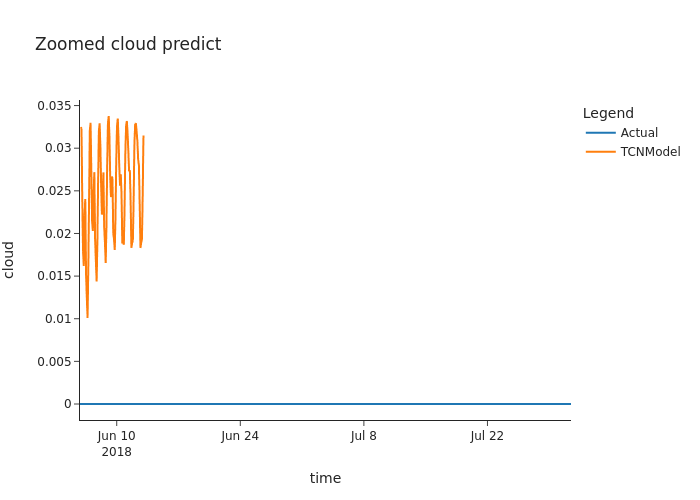 Zoomed cloud predict
Legend
Actual
TCNModel
0.035
0.03
0.025
0.02
0.015
0.01
0.005
0
cloud
Jun 10
2018
Jun 24
Jul 8
Jul 22
time